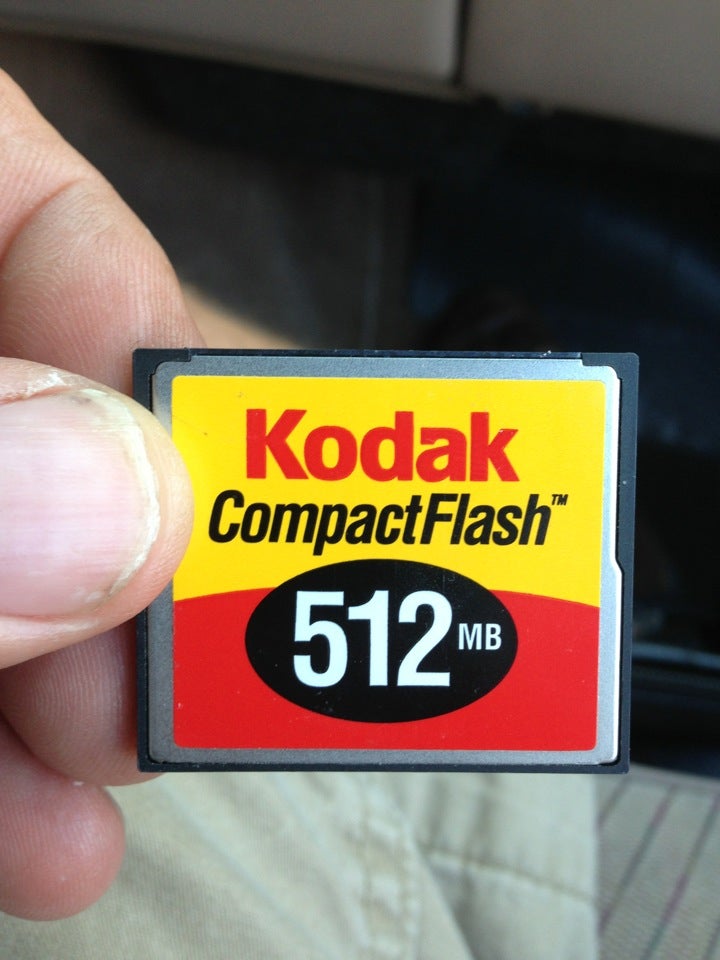 Kodak
CompactFlash™
512 MB